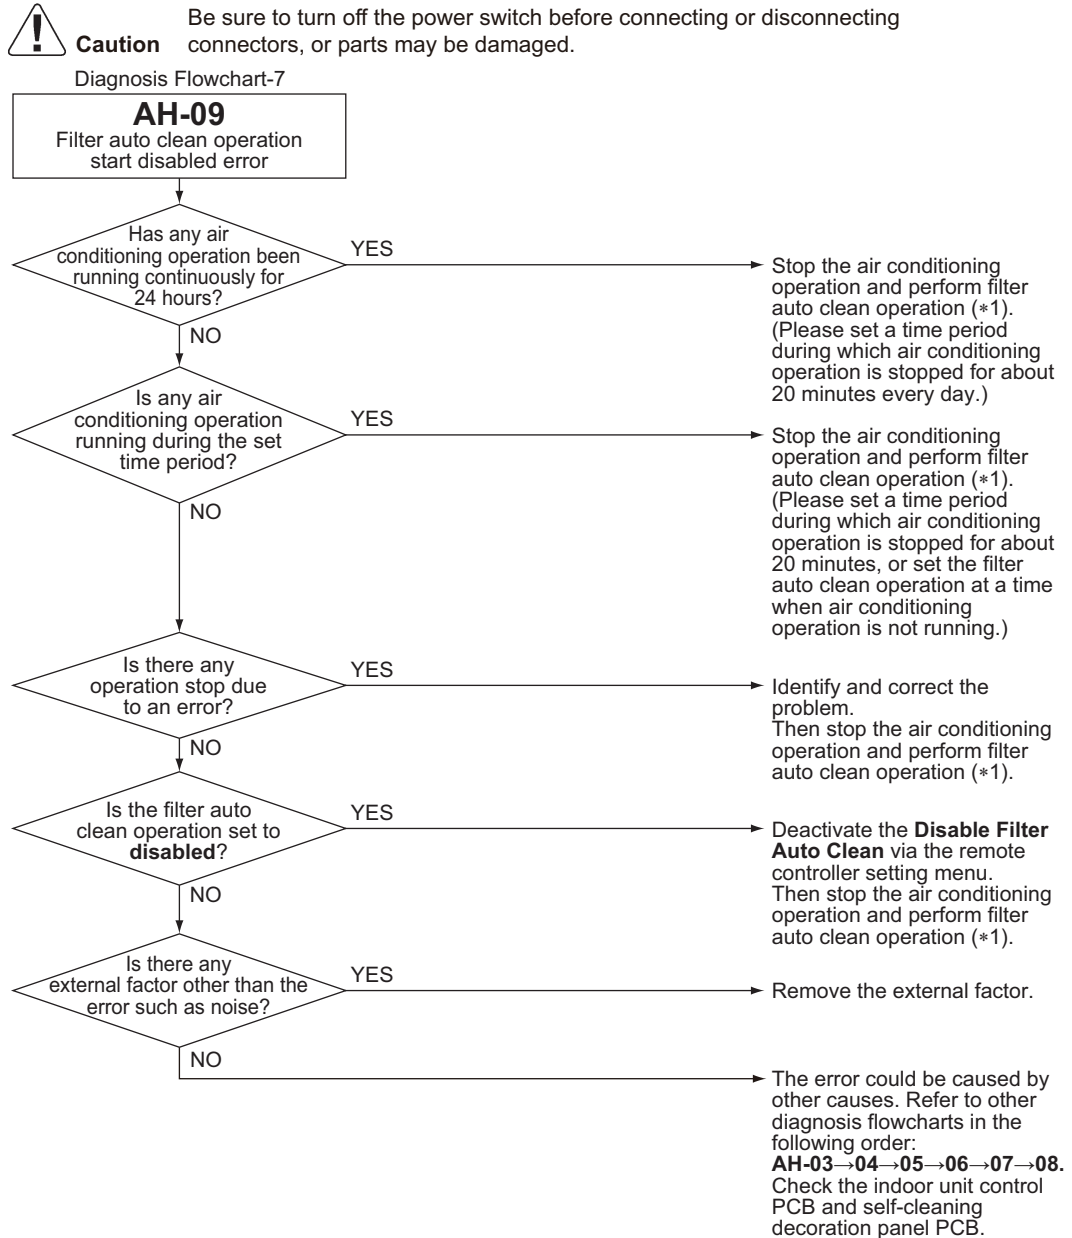 Be sure to turn off the power switch before connecting or disconnecting
Caution connectors, or parts may be damaged.
Diagnosis Flowchart-7
AH-09
Filter auto clean operation
start disabled error
Has any air
conditioning operation been
running continuously for
24 hours?
YES
NO
Stop the air conditioning
operation and perform filter
auto clean operation (*1).
(Please set a time period
during which air conditioning
operation is stopped for about
20 minutes every day.)
Is any air
conditioning operation
running during the set
time period?
YES
NO
Stop the air conditioning
operation and perform filter
auto clean operation (*1).
(Please set a time period
during which air conditioning
operation is stopped for about
20 minutes, or set the filter
auto clean operation at a time
when air conditioning
operation is not running.)
Is there any
operation stop due
to an error?
YES
NO
Identify and correct the
problem.
Then stop the air conditioning
operation and perform filter
auto clean operation (*1).
Is the filter auto
clean operation set to
disabled?
YES
NO
Deactivate the Disable Filter
Auto Clean via the remote
controller setting menu.
Then stop the air conditioning
operation and perform filter
auto clean operation (*1).
Is there any
external factor other than the
error such as noise?
YES
NO
Remove the external factor.
The error could be caused by
other causes. Refer to other
diagnosis flowcharts in the
following order:
AH-03→04→05→06→07→08.
Check the indoor unit control
PCB and self-cleaning
decoration panel PCB.